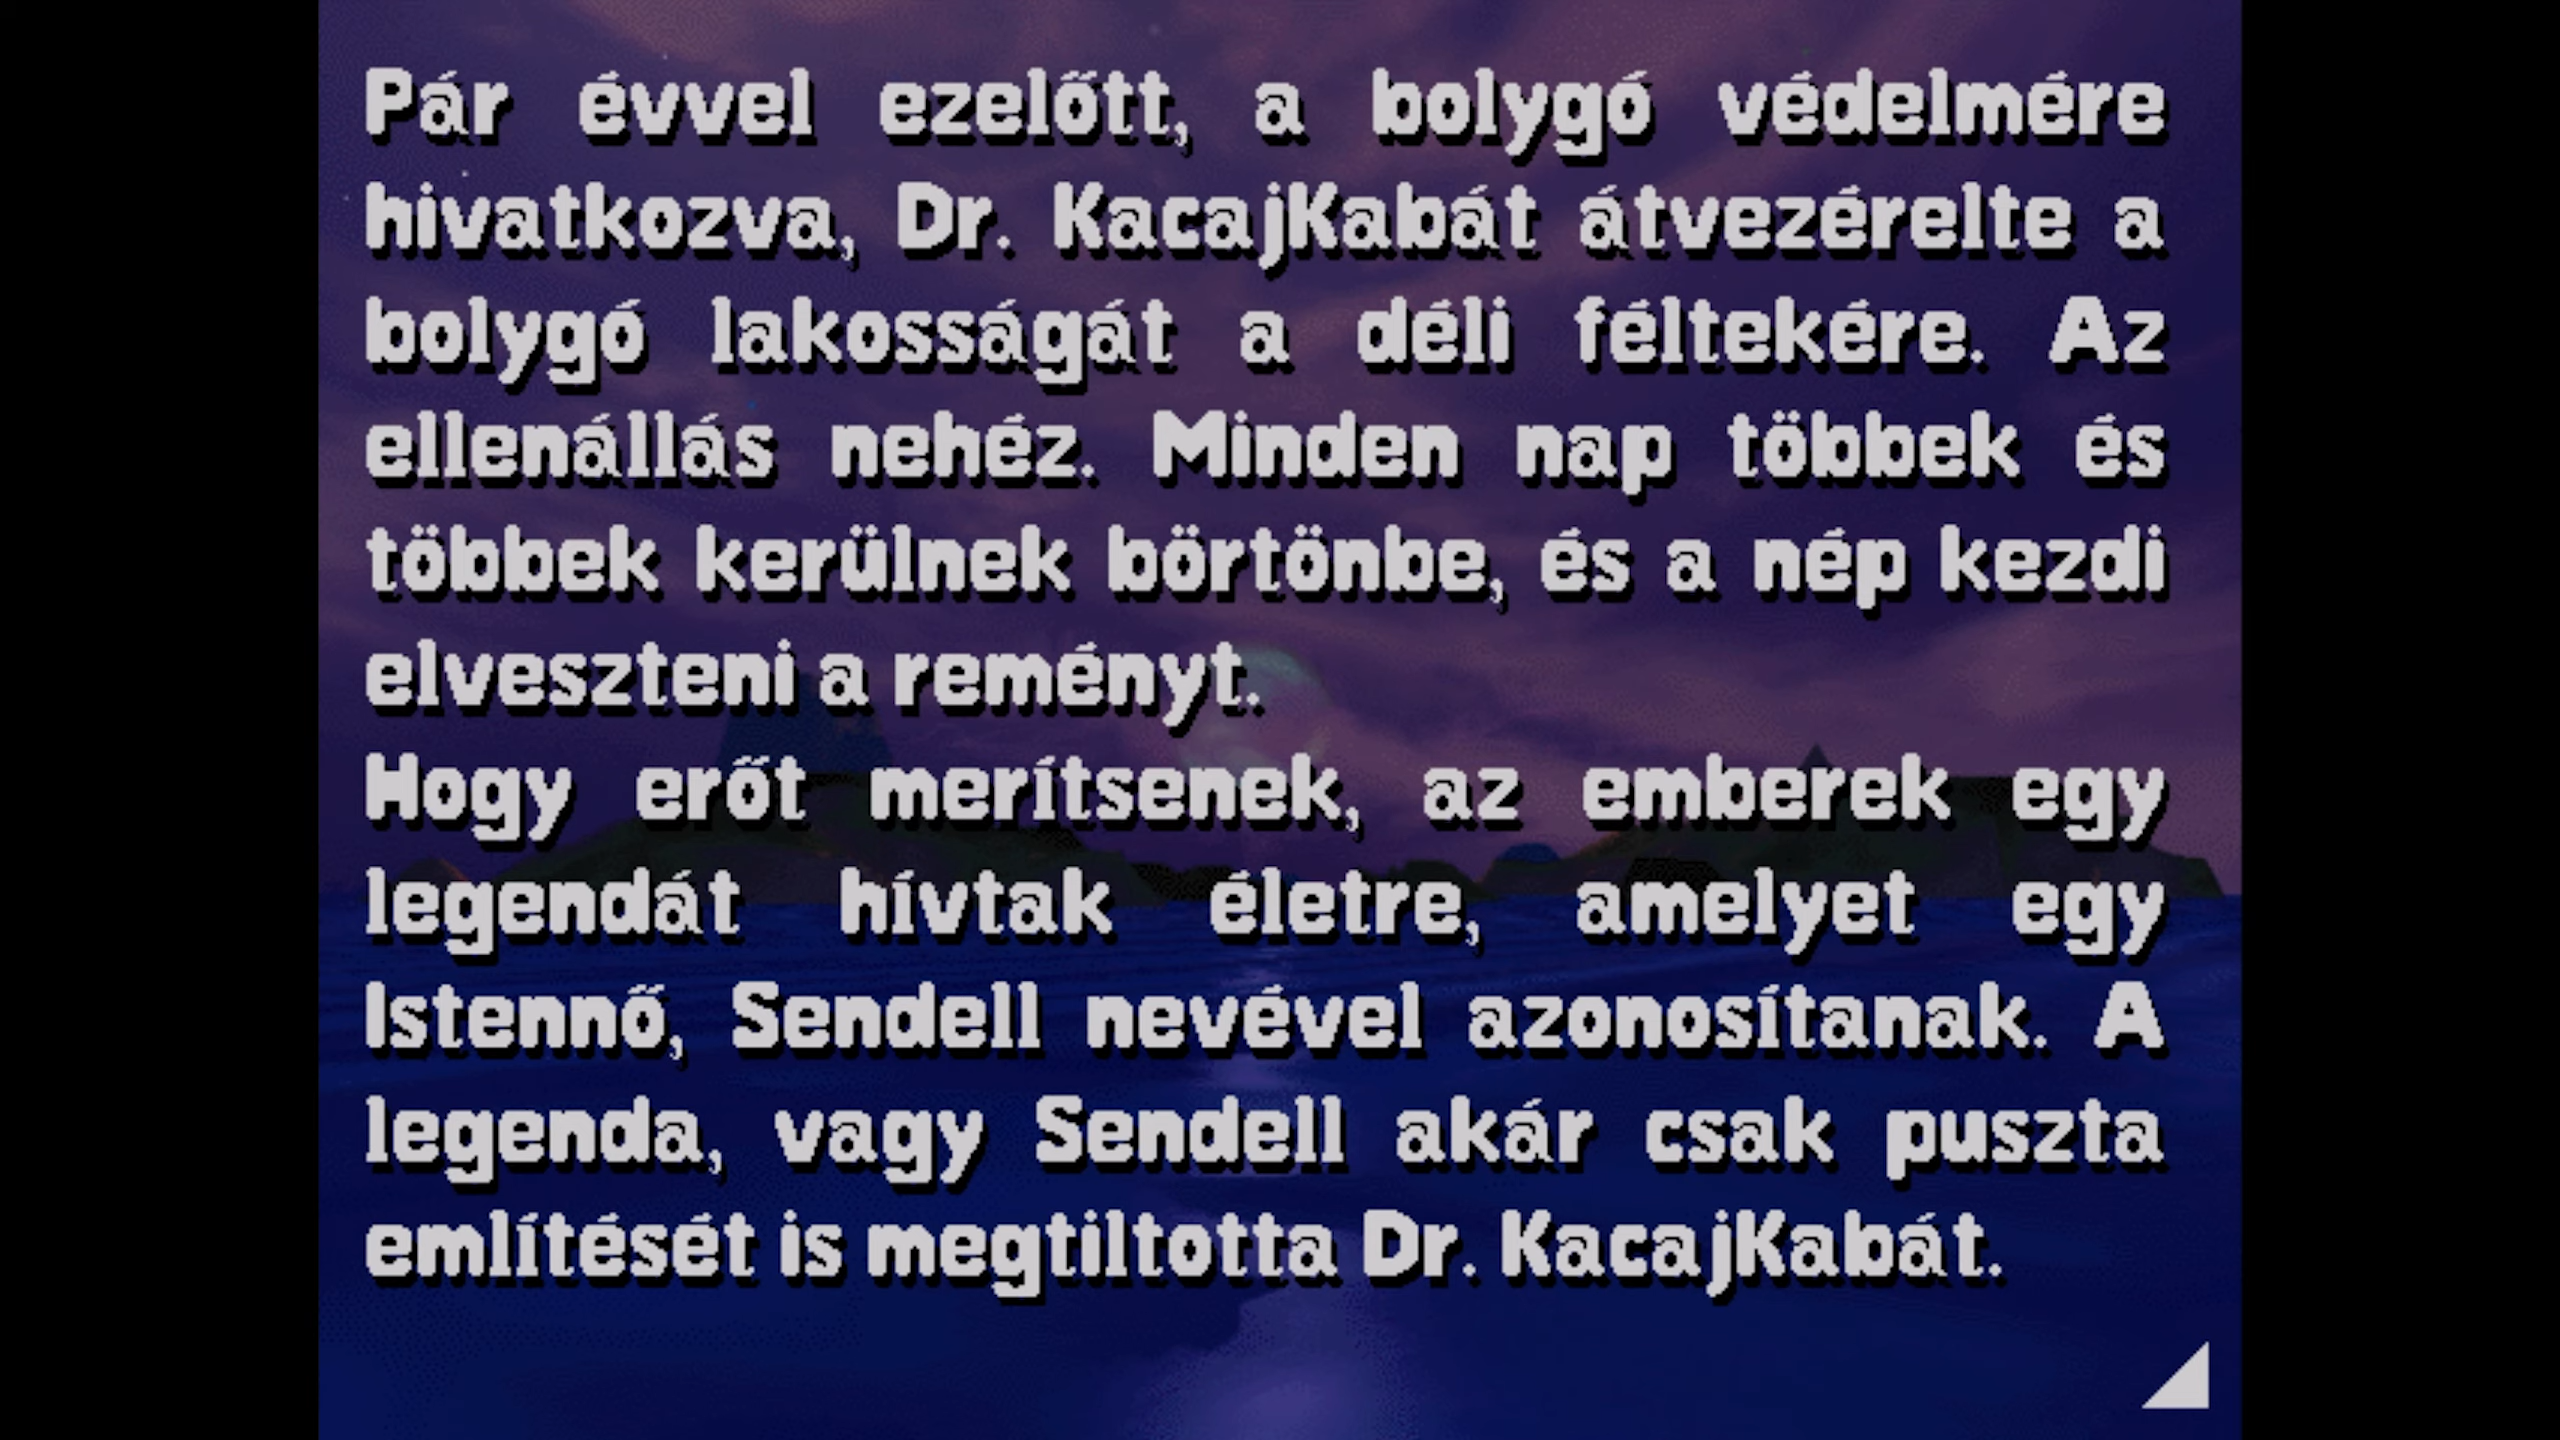 Pár évvel ezelőtt, a bolygó védelmére
hivatkozva, Dr. KacajKabát átvezérelte a
bolygó lakosságát a déli féltekére. Az
ellenállás nehéz. Minden nap többek és
többek kerülnek börtönbe, és a nép kezdi
elveszteni a reményt.
Hogy erőt merítsenek, az emberek egy
legendát hívtak életre, amelyet egy
Istennő, Sendell nevével azonosítanak. A
legenda, vagy Sendell akár csak puszta
említését is megtiltotta Dr. KacajKabát.